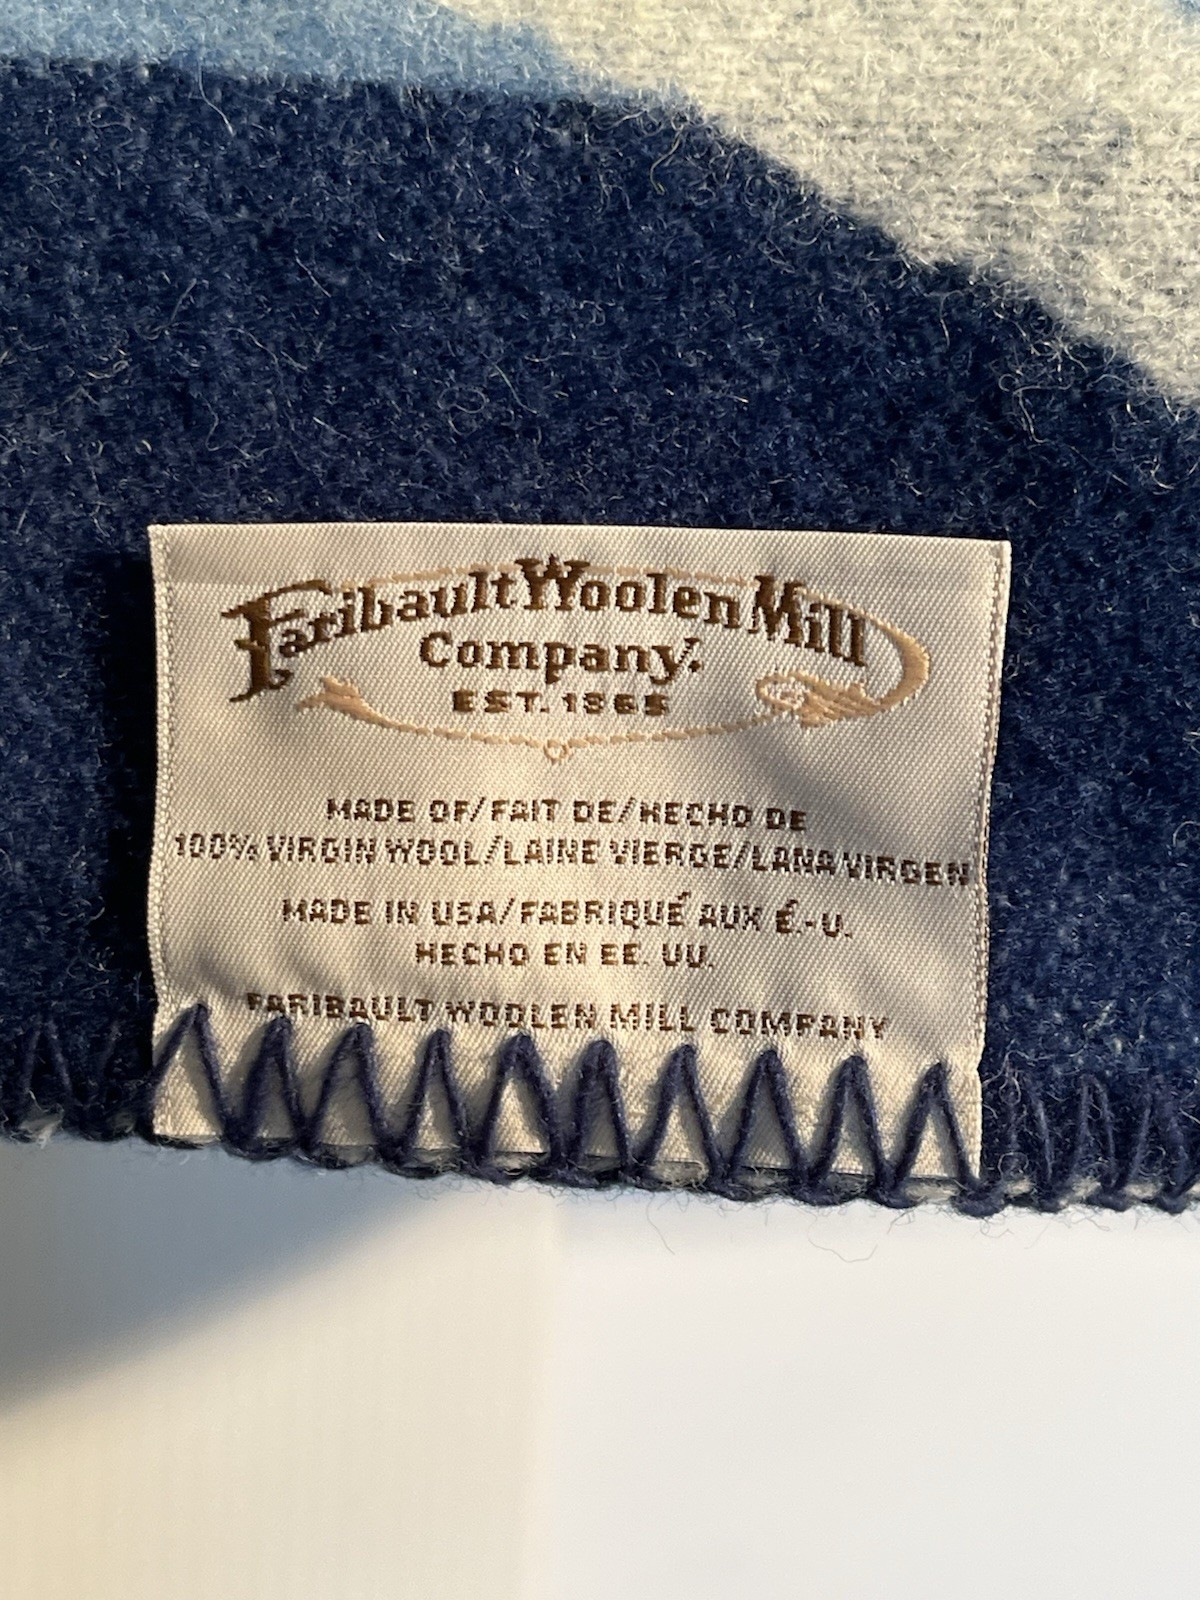 Faribault Woolen Mill
Company.
EST. 1865
MADE OF/FAIT DE/HECHO DE
100% VIRGIN WOOL/LAINE VIERGE/LANA VIRGEN
MADE IN USA/FABRIQUÉ AUX É.-U.
HECHO EN EE. UU.
FARIBAULT WOOLEN MILL COMPANY